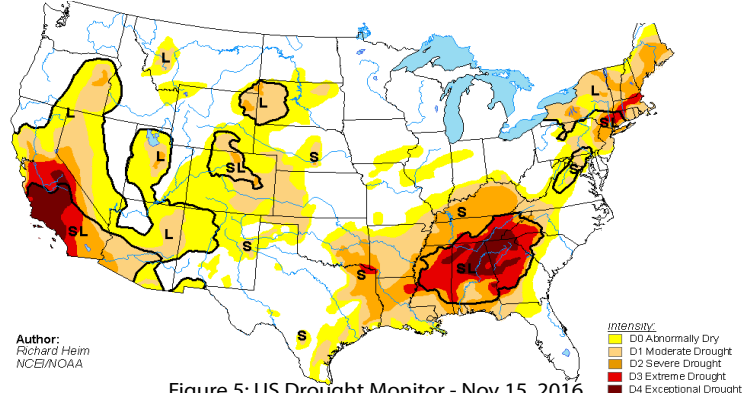 L
L
L
L
SL
S
L
SL
S
L
SL
S
S
SL
S
S
S
Author:
Richard Heim
NCEI/NOAA
Intensity:
D0 Abnormally Dry
D1 Moderate Drought
D2 Severe Drought
D3 Extreme Drought
D4 Exceptional Drought
Figure 5: US Drought Monitor - Nov 15, 2016